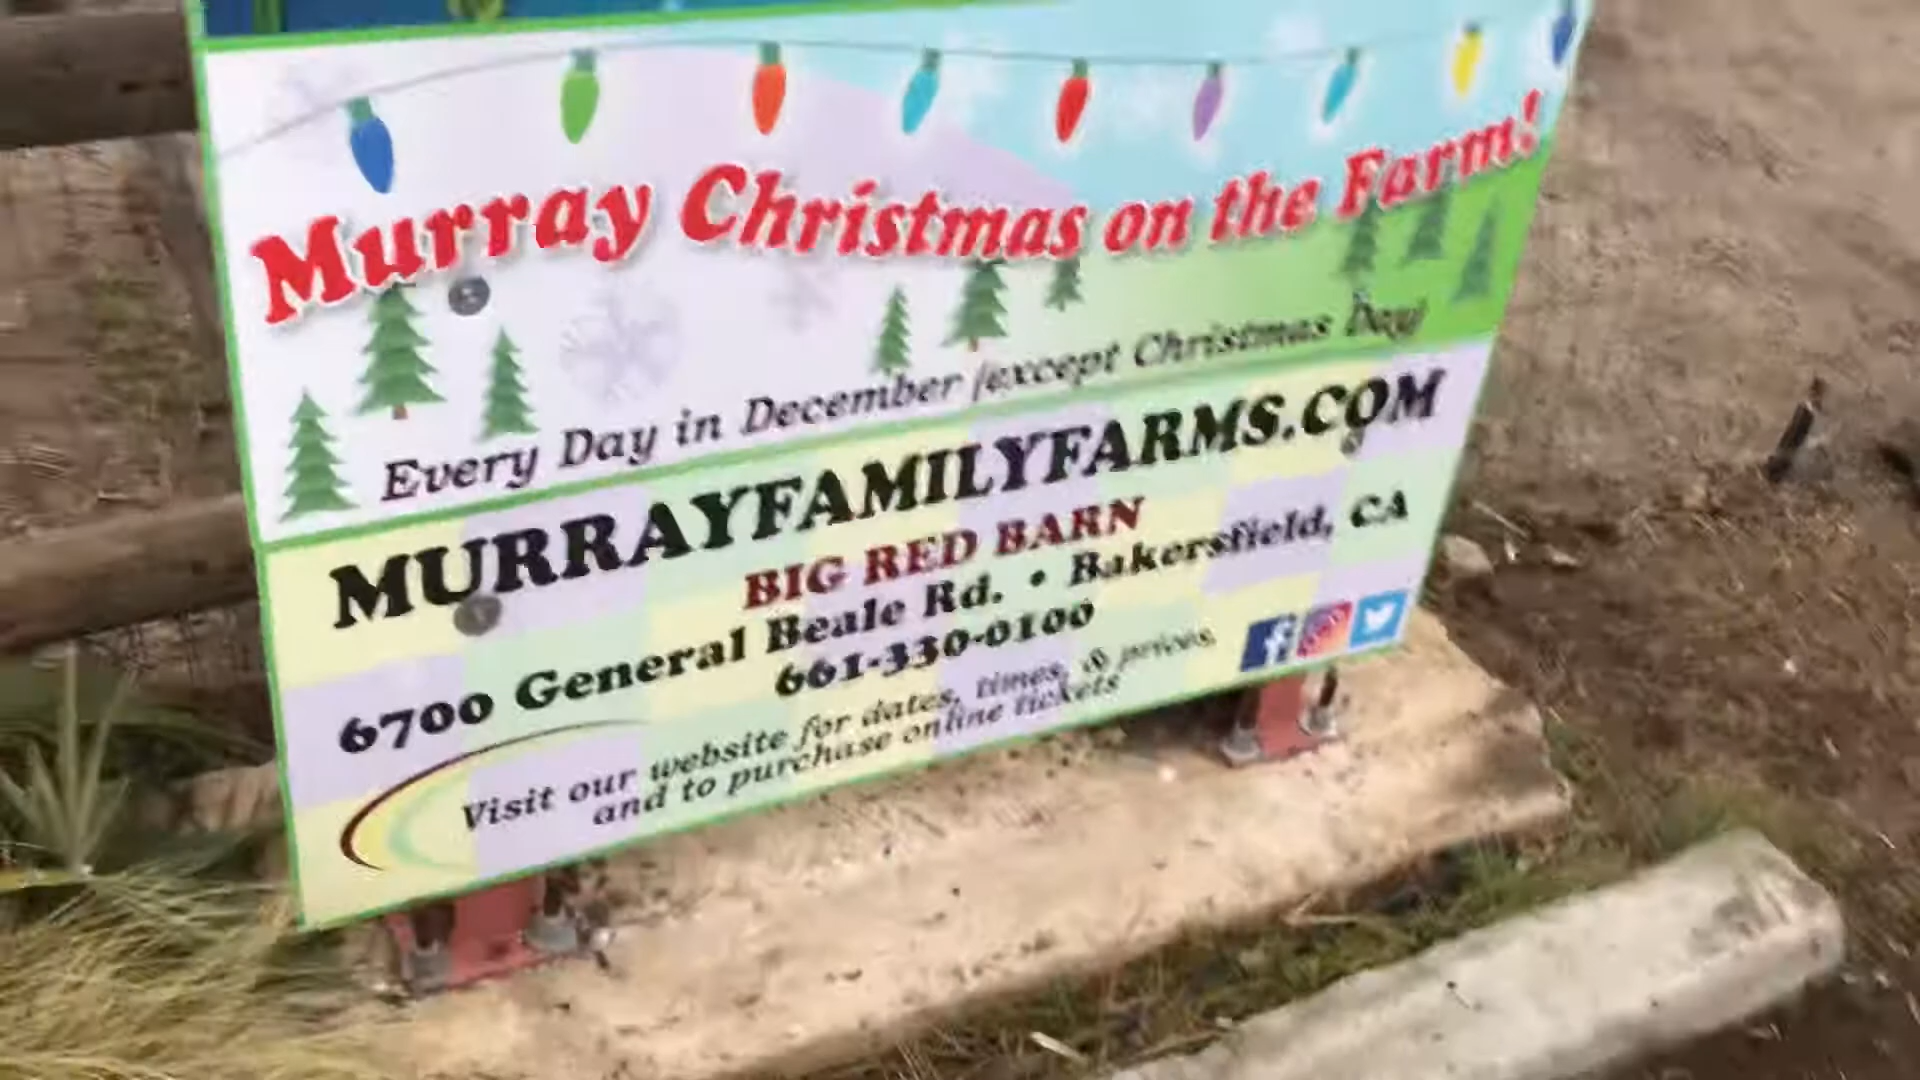 Murray Christmas on the Farm!
Every Day in December (except Christmas Day)
MURRAYFAMILYFARMS.COM
BIG RED BARN
6700 General Beale Rd. • Bakersfield, CA
661-330-0100
Visit our website for dates, times, & prices,
and to purchase online tickets